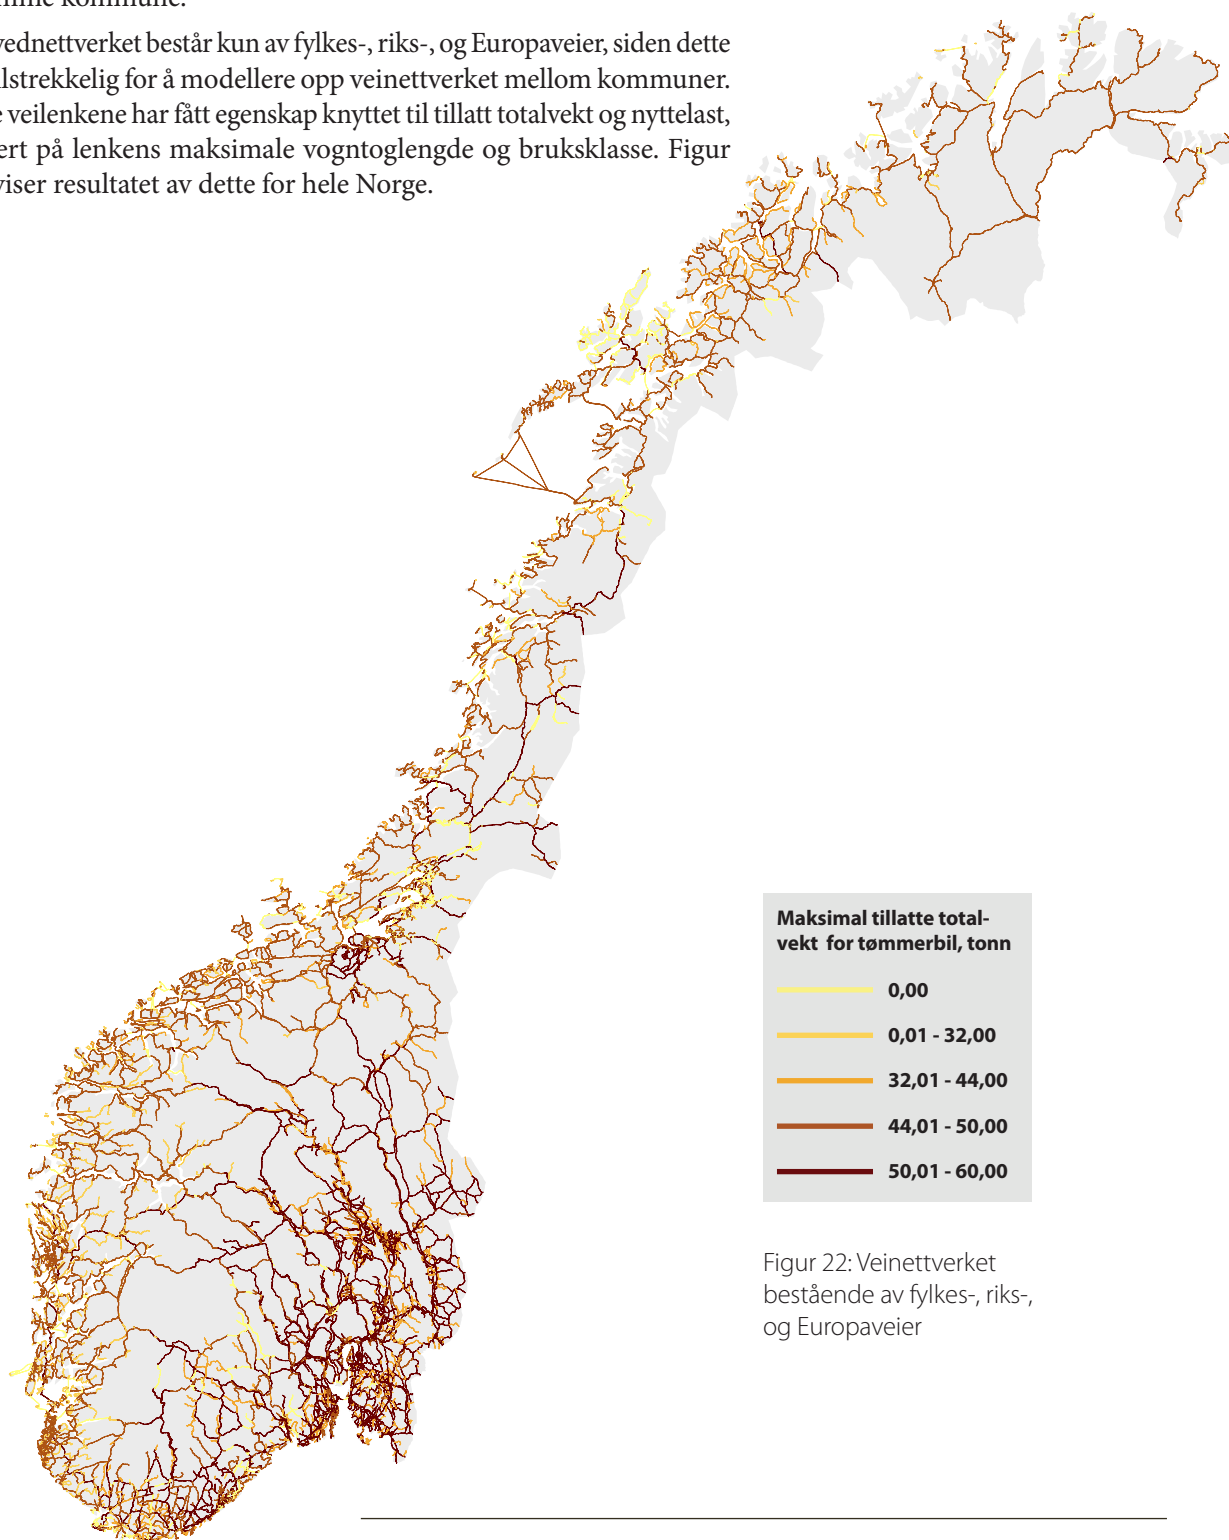 kommune.
vednettverket består kun av fylkes-, riks-, og Europaveier, siden dette
lstrekkelig for å modellere opp veinettverket mellom kommuner.
e veilenkene har fått egenskap knyttet til tillatt totalvekt og nyttelast,
ert på lenkens maksimale vogntoglengde og bruksklasse. Figur
viser resultatet av dette for hele Norge.
Maksimal tillatte total-
vekt for tømmerbil, tonn
0,00
0,01 - 32,00
32,01 - 44,00
44,01 - 50,00
50,01 - 60,00
Figur 22: Veinettverket
bestående av fylkes-, riks-,
og Europaveier